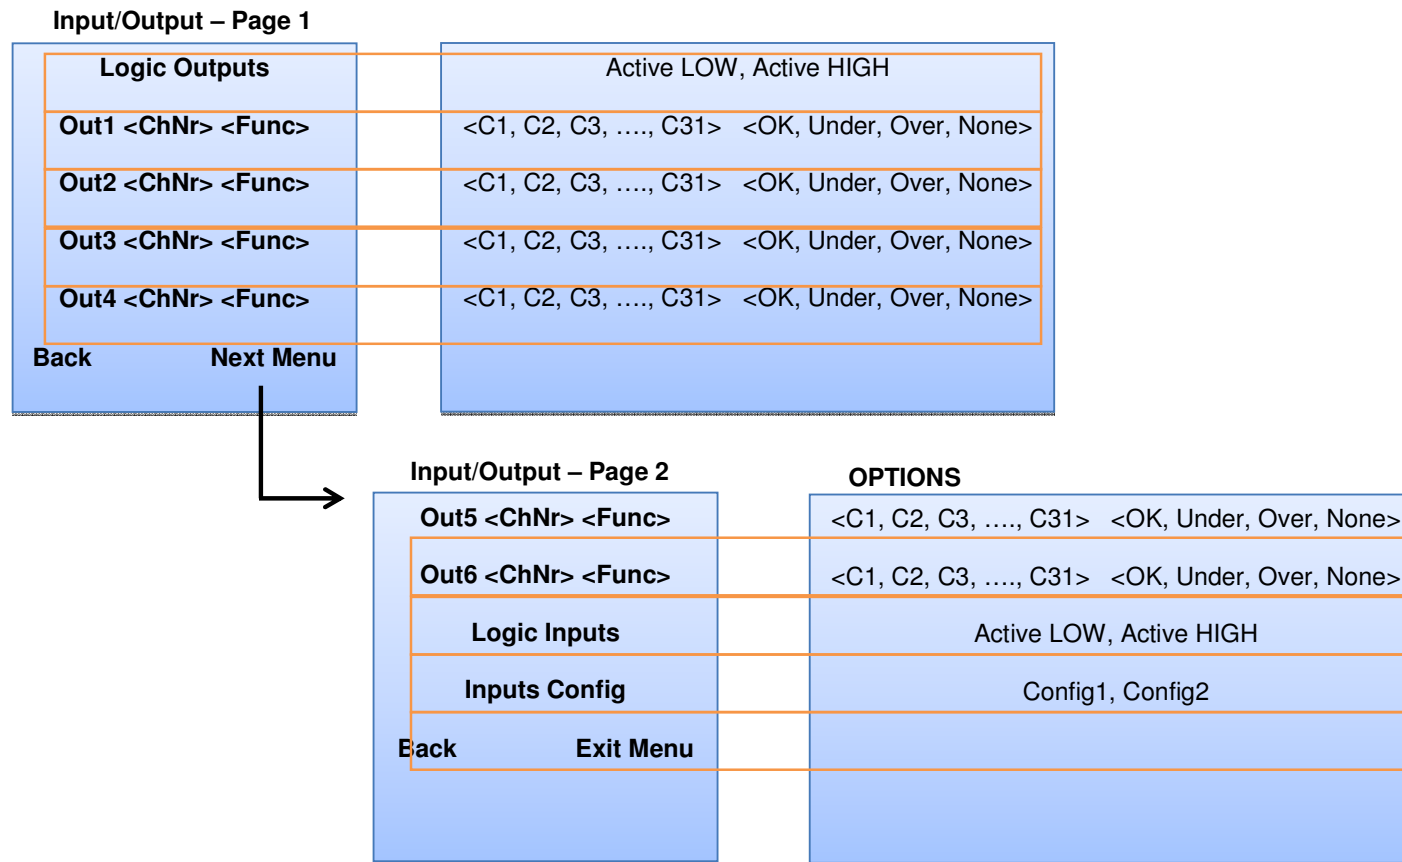 Input/Output – Page 1
Logic Outputs Active LOW, Active HIGH
Out1 <ChNr> <Func> <C1, C2, C3, …., C31> <OK, Under, Over, None>
Out2 <ChNr> <Func> <C1, C2, C3, …., C31> <OK, Under, Over, None>
Out3 <ChNr> <Func> <C1, C2, C3, …., C31> <OK, Under, Over, None>
Out4 <ChNr> <Func> <C1, C2, C3, …., C31> <OK, Under, Over, None>
Back Next Menu
Input/Output – Page 2 OPTIONS
Out5 <ChNr> <Func> <C1, C2, C3, …., C31> <OK, Under, Over, None>
Out6 <ChNr> <Func> <C1, C2, C3, …., C31> <OK, Under, Over, None>
Logic Inputs Active LOW, Active HIGH
Inputs Config Config1, Config2
Back Exit Menu